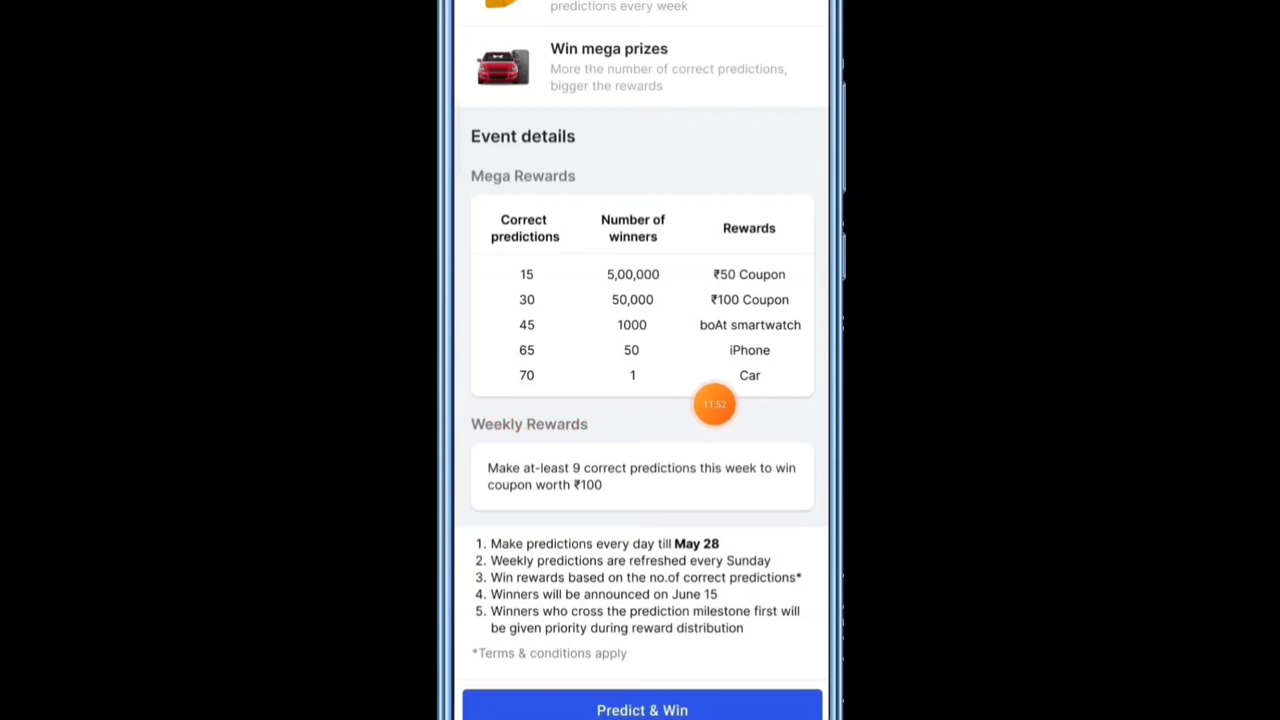 predictions every week
Win mega prizes
More the number of correct predictions,
bigger the rewards
Event details
Mega Rewards
Correct predictions Number of winners Rewards
15 5,00,000 ₹50 Coupon
30 50,000 ₹100 Coupon
45 1000 boAt smartwatch
65 50 iPhone
70 1 Car
11:52
Weekly Rewards
Make at-least 9 correct predictions this week to win
coupon worth ₹100
1. Make predictions every day till May 28
2. Weekly predictions are refreshed every Sunday
3. Win rewards based on the no.of correct predictions*
4. Winners will be announced on June 15
5. Winners who cross the prediction milestone first will
be given priority during reward distribution
*Terms & conditions apply
Predict & Win